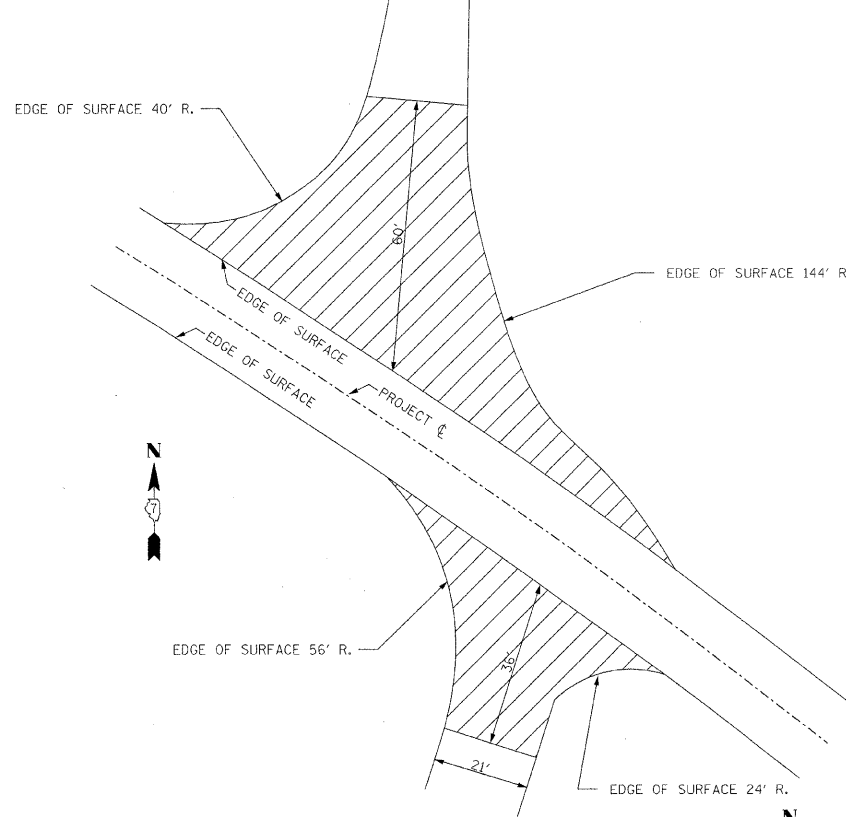 EDGE OF SURFACE 40' R.
60'
EDGE OF SURFACE 144' R
EDGE OF SURFACE
EDGE OF SURFACE
PROJECT ℄
N
7
EDGE OF SURFACE 56' R.
36'
21'
EDGE OF SURFACE 24' R.
N